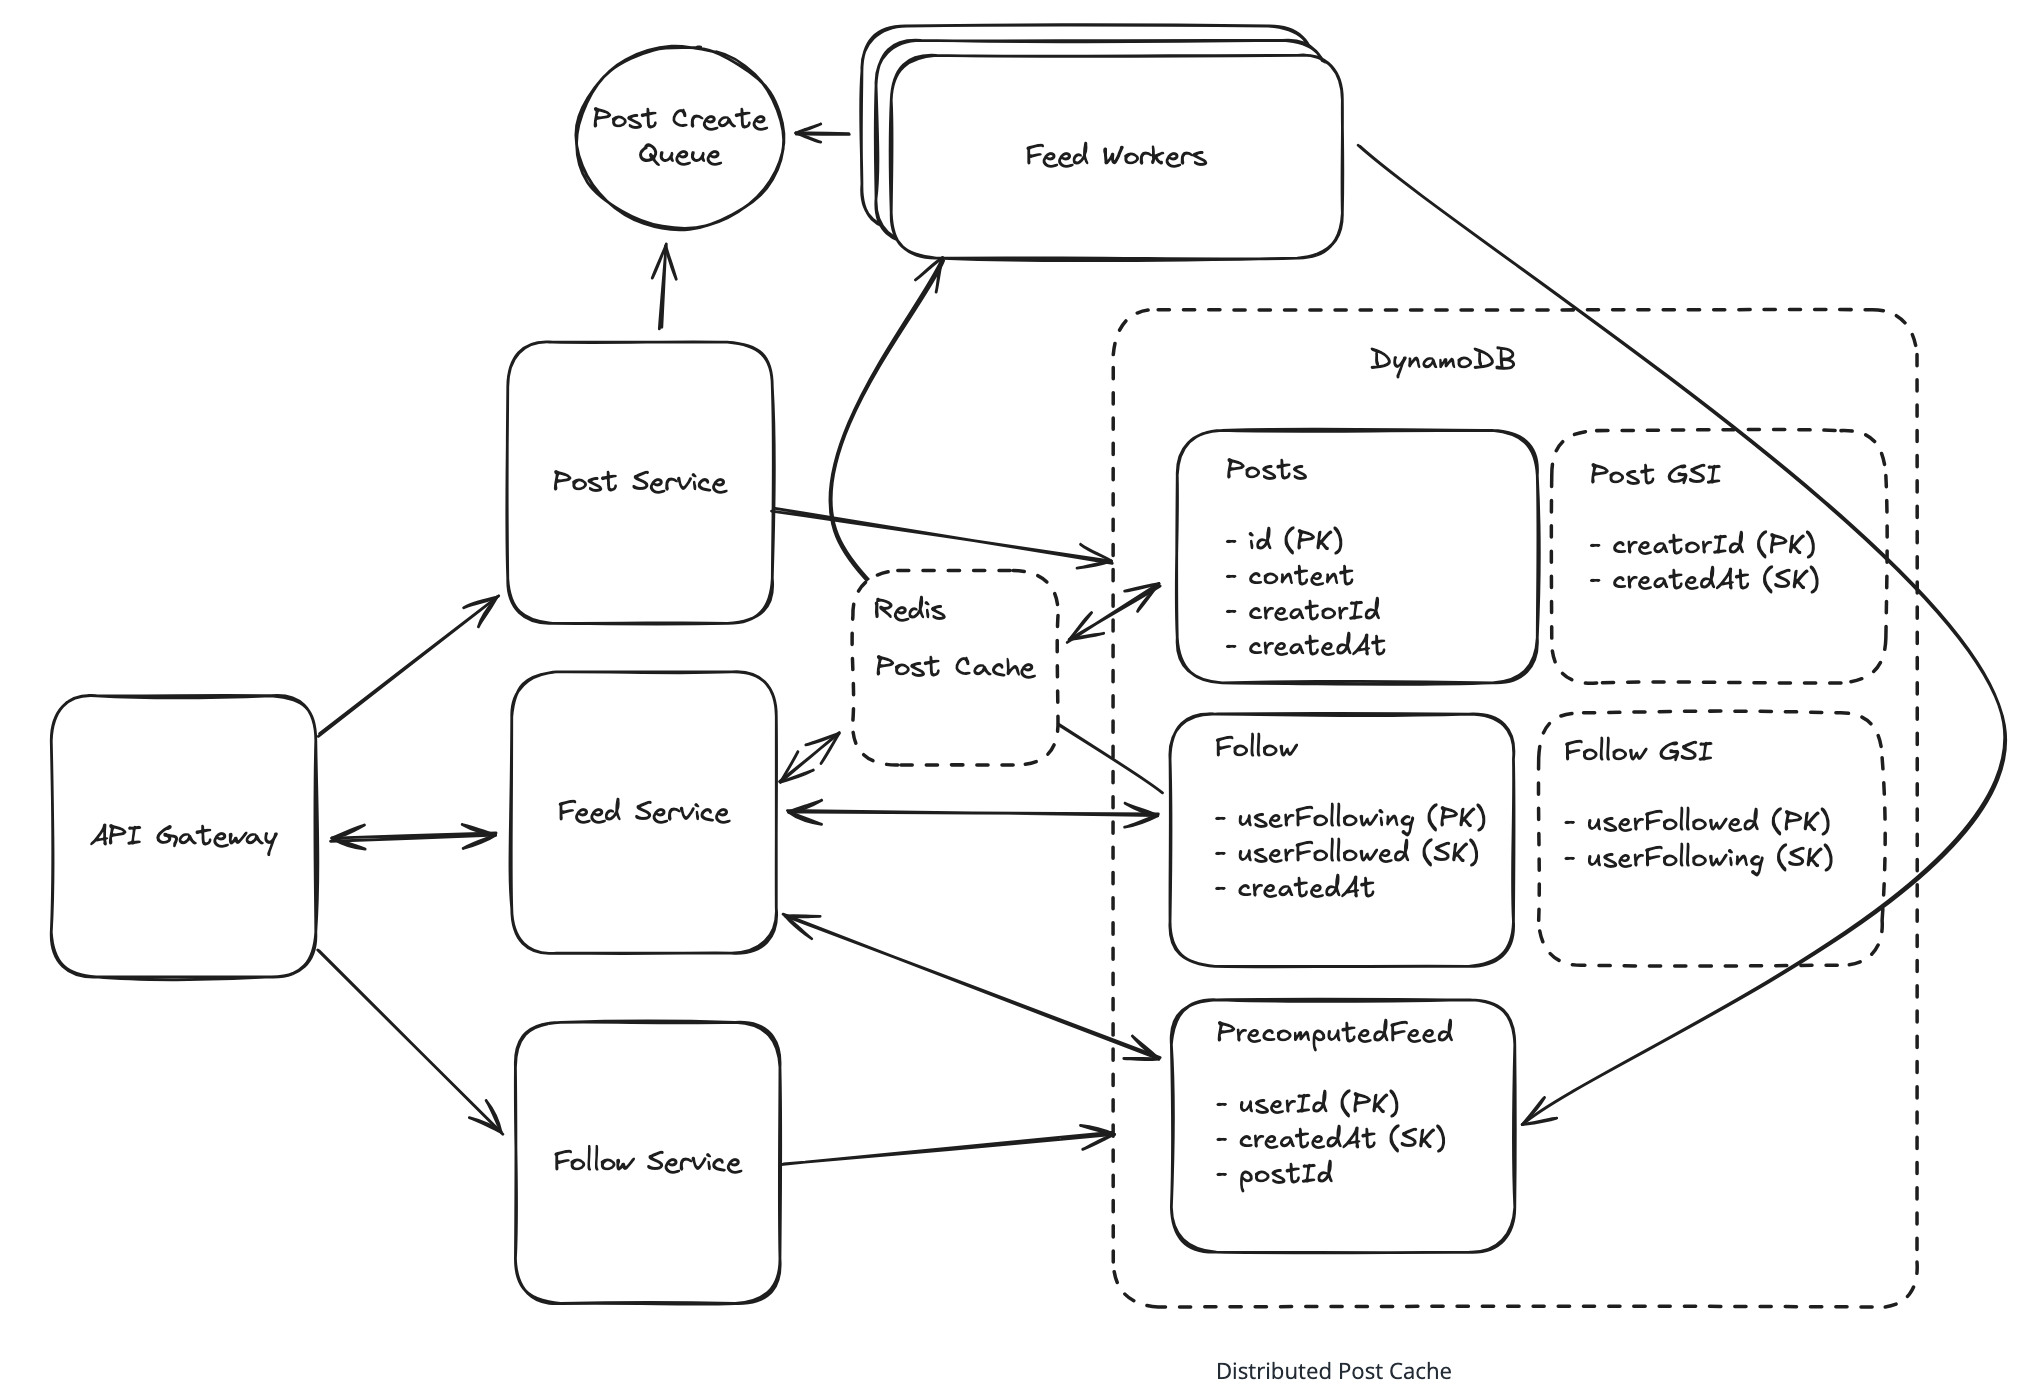 Post Create
Queue
Feed Workers
DynamoDB
Post Service
Posts
- id (PK)
- content
- creatorId
- createdAt
Post GSI
- creatorId (PK)
- createdAt (SK)
Redis
Post Cache
API Gateway
Feed Service
Follow
- userFollowing (PK)
- userFollowed (SK)
- createdAt
Follow GSI
- userFollowed (PK)
- userFollowing (SK)
Follow Service
PrecomputedFeed
- userId (PK)
- createdAt (SK)
- postId
Distributed Post Cache